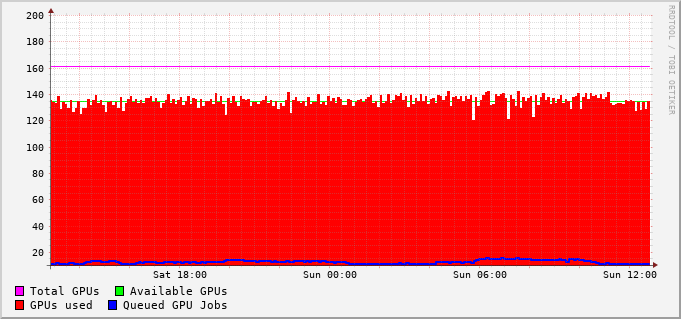 200
180
160
140
120
100
80
60
40
20
Sat 18:00 Sun 00:00 Sun 06:00 Sun 12:00
Total GPUs Available GPUs
GPUs used Queued GPU Jobs
RRDTOOL / TOBI OETIKER